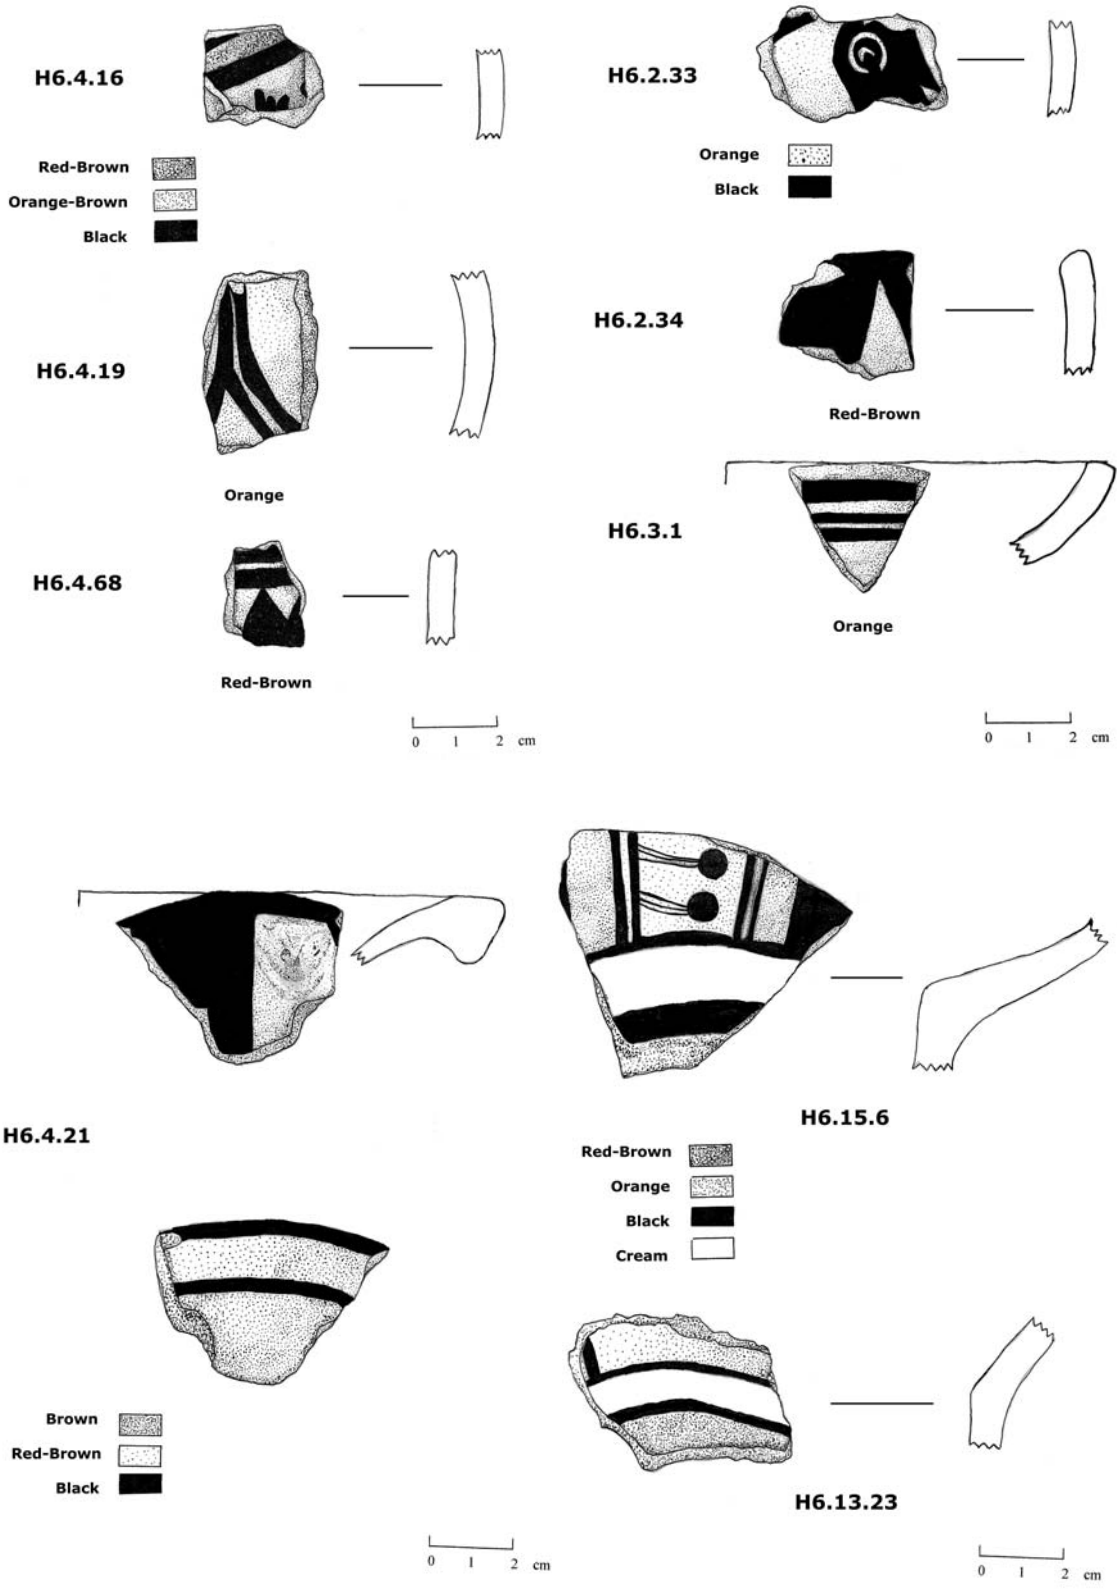 H6.4.16
Red-Brown
Orange-Brown
Black
H6.4.19
Orange
H6.4.68
Red-Brown
0 1 2 cm
H6.2.33
Orange
Black
H6.2.34
Red-Brown
H6.3.1
Orange
0 1 2 cm
H6.4.21
Brown
Red-Brown
Black
0 1 2 cm
H6.15.6
Red-Brown
Orange
Black
Cream
H6.13.23
0 1 2 cm